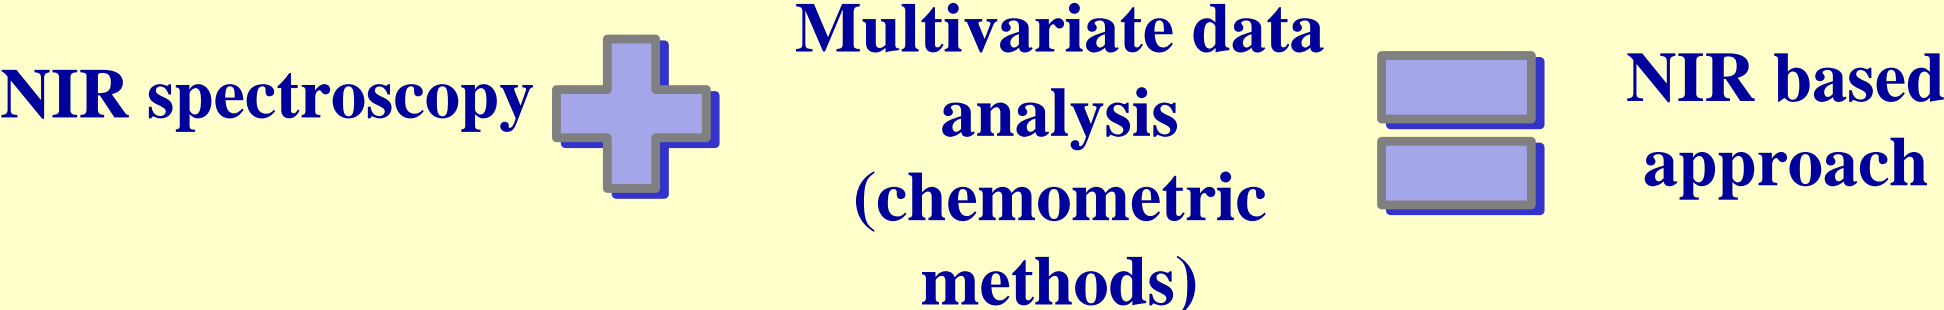 NIR spectroscopy
Multivariate data
analysis
(chemometric
methods)
NIR based
approach